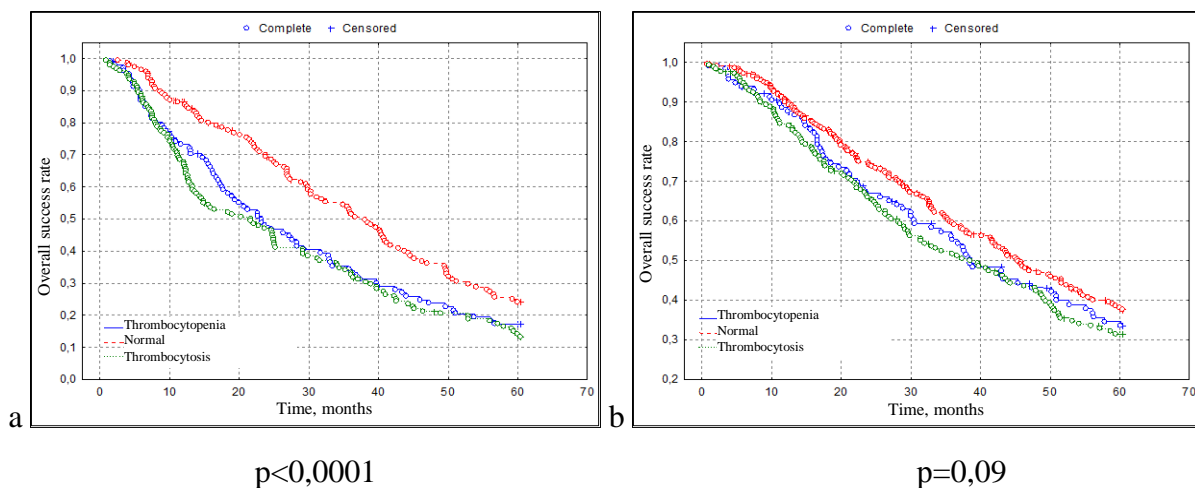 Complete Censored
Overall success rate
1,0
0,9
0,8
0,7
0,6
0,5
0,4
0,3
0,2
0,1
0,0
Thrombocytopenia
Normal
Thrombocytosis
0 10 20 30 40 50 60 70
Time, months
a
p<0,0001
Complete Censored
Overall success rate
1,0
0,9
0,8
0,7
0,6
0,5
0,4
0,3
0,2
Thrombocytopenia
Normal
Thrombocytosis
0 10 20 30 40 50 60 70
Time, months
b
p=0,09